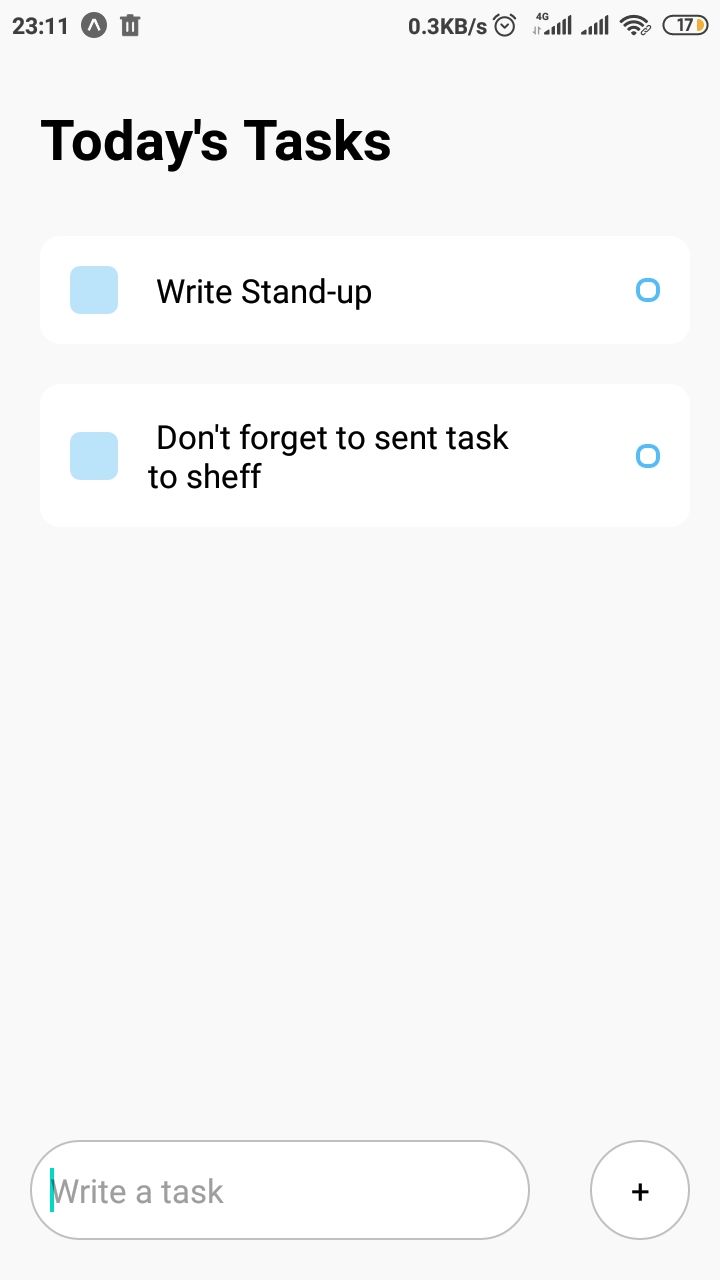 23:11 0.3KB/s 4G 17
Today's Tasks
Write Stand-up
Don't forget to sent task
to sheff
Write a task
+